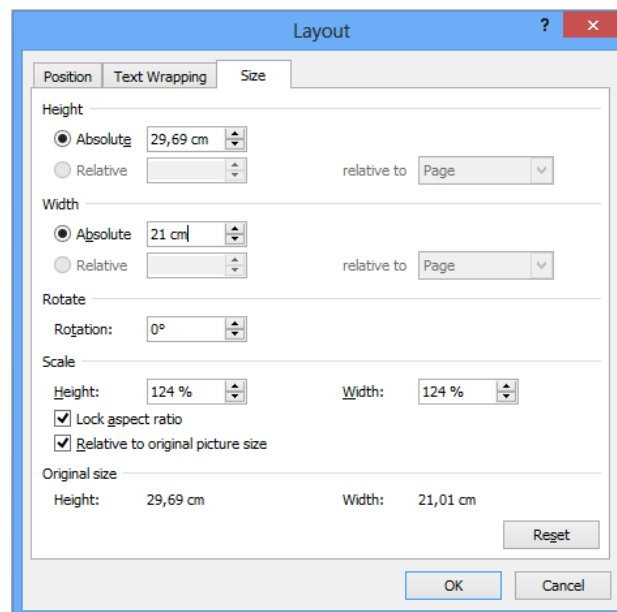 Layout ?
Position Text Wrapping Size
Height
Absolute 29,69 cm
Relative relative to Page
Width
Absolute 21 cm
Relative relative to Page
Rotate
Rotation: 0°
Scale
Height: 124 % Width: 124 %
Lock aspect ratio
Relative to original picture size
Original size
Height: 29,69 cm Width: 21,01 cm
Reset
OK Cancel